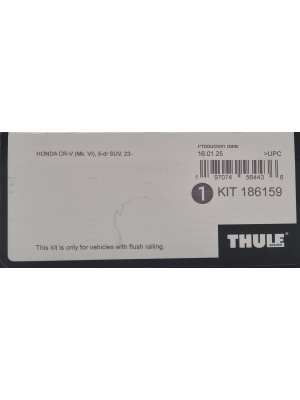 Production date
HONDA CR-V (Mk. VI), 5-dr SUV, 23-
16.01.25 >UPC
1 97074 56443 6
1 KIT 186159
This kit is only for vehicles with flush railing.
THULE
SWEDEN